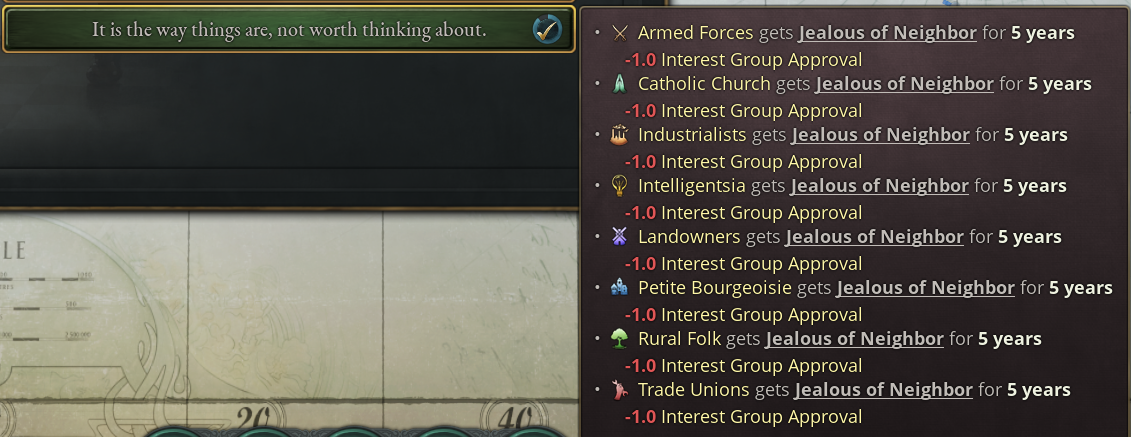 It is the way things are, not worth thinking about.
• Armed Forces gets Jealous of Neighbor for 5 years
-1.0 Interest Group Approval
• Catholic Church gets Jealous of Neighbor for 5 years
-1.0 Interest Group Approval
• Industrialists gets Jealous of Neighbor for 5 years
-1.0 Interest Group Approval
• Intelligentsia gets Jealous of Neighbor for 5 years
-1.0 Interest Group Approval
• Landowners gets Jealous of Neighbor for 5 years
-1.0 Interest Group Approval
• Petite Bourgeoisie gets Jealous of Neighbor for 5 years
-1.0 Interest Group Approval
• Rural Folk gets Jealous of Neighbor for 5 years
-1.0 Interest Group Approval
• Trade Unions gets Jealous of Neighbor for 5 years
-1.0 Interest Group Approval
LE
20
40